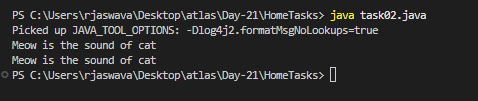 PS C:\Users\rjaswava\Desktop\atlas\Day-21\HomeTasks> java task02.java
Picked up JAVA_TOOL_OPTIONS: -Dlog4j2.formatMsgNoLookups=true
Meow is the sound of cat
Meow is the sound of cat
PS C:\Users\rjaswava\Desktop\atlas\Day-21\HomeTasks>